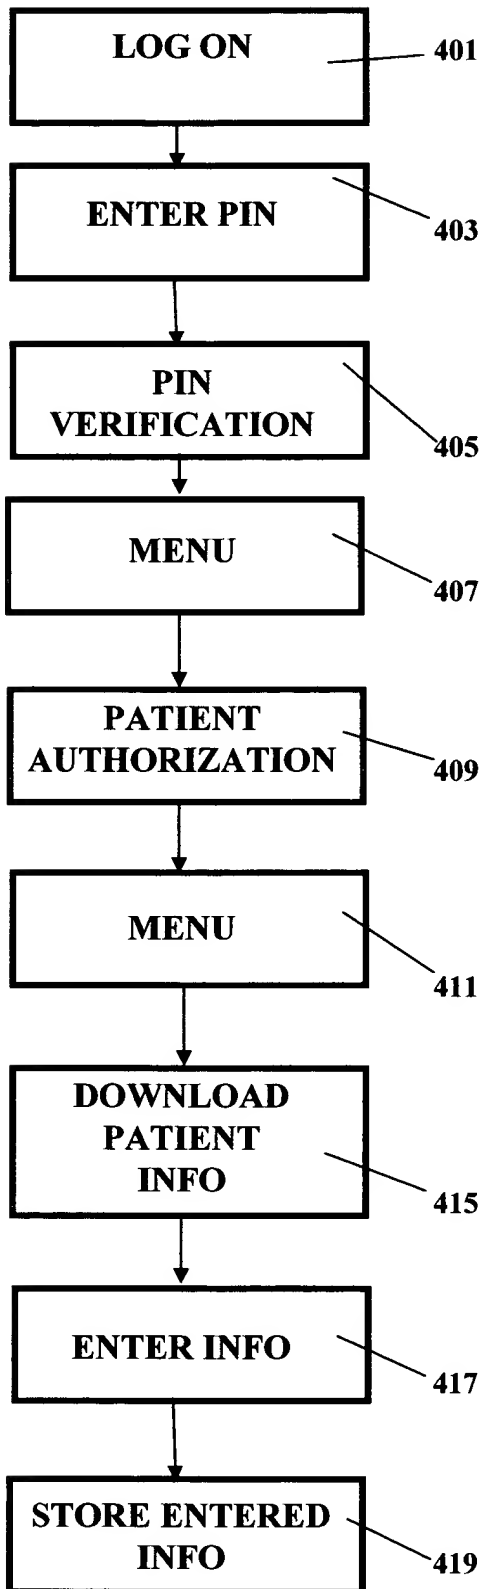 LOG ON
401
ENTER PIN
403
PIN
VERIFICATION
405
MENU
407
PATIENT
AUTHORIZATION
409
MENU
411
DOWNLOAD
PATIENT
INFO
415
ENTER INFO
417
STORE ENTERED
INFO
419